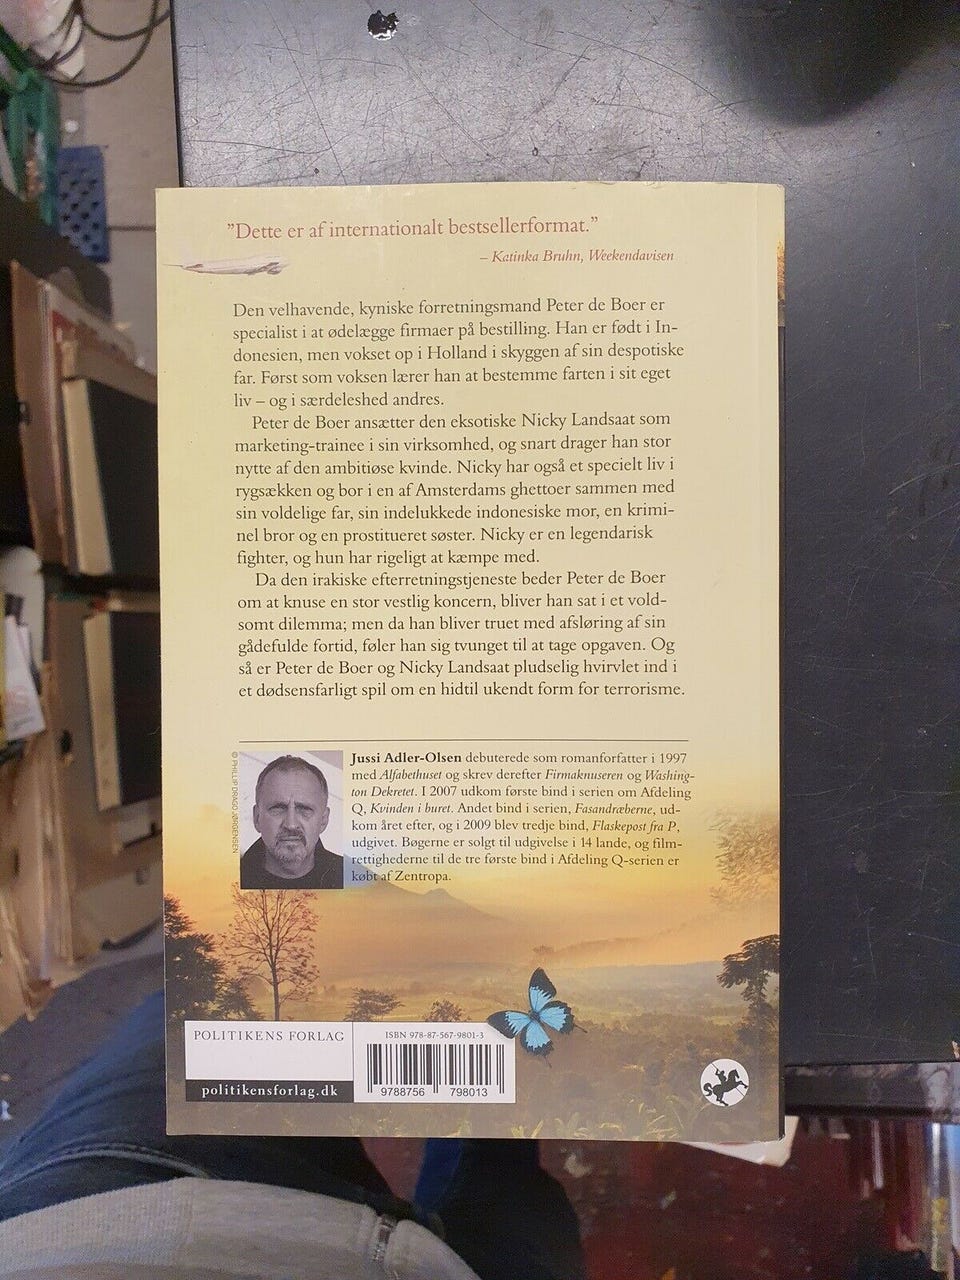 ”Dette er af internationalt bestsellerformat.”
– Katinka Bruhn, Weekendavisen
Den velhavende, kyniske forretningsmand Peter de Boer er
specialist i at ødelægge firmaer på bestilling. Han er født i In-
donesien, men vokset op i Holland i skyggen af sin despotiske
far. Først som voksen lærer han at bestemme farten i sit eget
liv – og i særdeleshed andres.
Peter de Boer ansætter den eksotiske Nicky Landsaat som
marketing-trainee i sin virksomhed, og snart drager han stor
nytte af den ambitiøse kvinde. Nicky har også et specielt liv i
rygsækken og bor i en af Amsterdams ghettoer sammen med
sin voldelige far, sin indelukkede indonesiske mor, en krimi-
nel bror og en prostitueret søster. Nicky er en legendarisk
fighter, og hun har rigeligt at kæmpe med.
Da den irakiske efterretningstjeneste beder Peter de Boer
om at knuse en stor vestlig koncern, bliver han sat i et vold-
somt dilemma; men da han bliver truet med afsløring af sin
gådefulde fortid, føler han sig tvunget til at tage opgaven. Og
så er Peter de Boer og Nicky Landsaat pludselig hvirvlet ind i
et dødsensfarligt spil om en hidtil ukendt form for terrorisme.
© PHILLIP DRAGO JØRGENSEN
Jussi Adler-Olsen debuterede som romanforfatter i 1997
med Alfabethuset og skrev derefter Firmaknuseren og Washing-
ton Dekretet. I 2007 udkom første bind i serien om Afdeling
Q, Kvinden i buret. Andet bind i serien, Fasandræberne, ud-
kom året efter, og i 2009 blev tredje bind, Flaskepost fra P,
udgivet. Bøgerne er solgt til udgivelse i 14 lande, og film-
rettighederne til de tre første bind i Afdeling Q-serien er
købt af Zentropa.
POLITIKENS FORLAG
politikensforlag.dk
ISBN 978-87-567-9801-3
9788756 798013